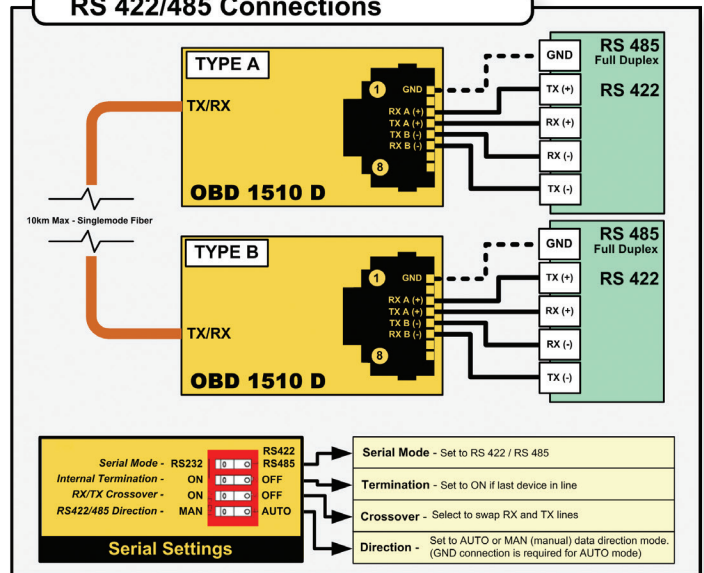 RS 422/485 Connections
TYPE A
TX/RX
1
GND
RX A (+)
TX A (+)
TX B (-)
RX B (-)
8
OBD 1510 D
GND
TX (+)
RX (+)
RX (-)
TX (-)
RS 485
Full Duplex
RS 422
10km Max - Singlemode Fiber
TYPE B
TX/RX
1
GND
RX A (+)
TX A (+)
TX B (-)
RX B (-)
8
OBD 1510 D
GND
TX (+)
RX (+)
RX (-)
TX (-)
RS 485
Full Duplex
RS 422
RS422
Serial Mode - RS232 RS485
Internal Termination - ON OFF
RX/TX Crossover - ON OFF
RS422/485 Direction - MAN AUTO
Serial Settings
Serial Mode - Set to RS 422 / RS 485
Termination - Set to ON if last device in line
Crossover - Select to swap RX and TX lines
Direction - Set to AUTO or MAN (manual) data direction mode.
(GND connection is required for AUTO mode)